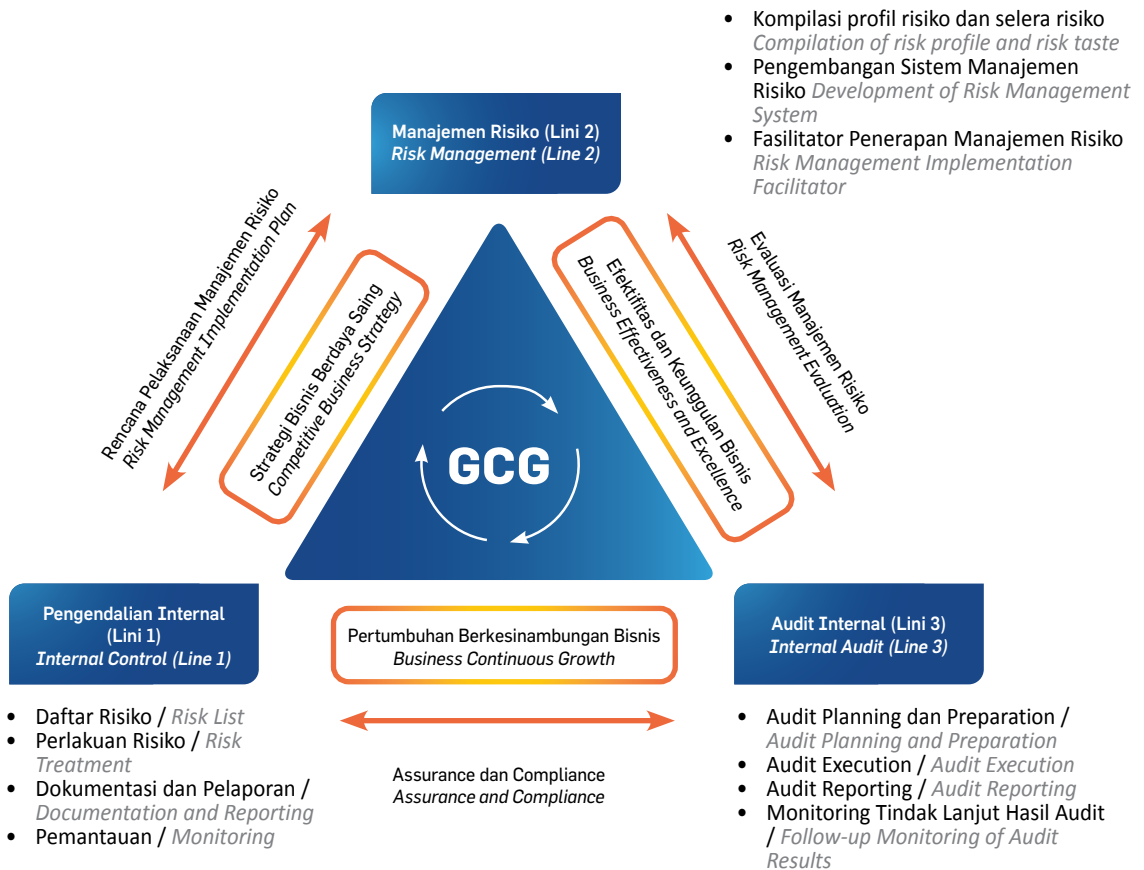 • Kompilasi profil risiko dan selera risiko
Compilation of risk profile and risk taste
• Pengembangan Sistem Manajemen
Risiko Development of Risk Management
System
• Fasilitator Penerapan Manajemen Risiko
Risk Management Implementation
Facilitator
Manajemen Risiko (Lini 2)
Risk Management (Line 2)
Rencana Pelaksanaan Manajemen Risiko
Risk Management Implementation Plan
Strategi Bisnis Berdaya Saing
Competitive Business Strategy
Efektifitas dan Keunggulan Bisnis
Business Effectiveness and Excellence
Evaluasi Manajemen Risiko
Risk Management Evaluation
GCG
Pengendalian Internal
(Lini 1)
Internal Control (Line 1)
Pertumbuhan Berkesinambungan Bisnis
Business Continuous Growth
Audit Internal (Lini 3)
Internal Audit (Line 3)
• Daftar Risiko / Risk List
• Perlakuan Risiko / Risk
Treatment
• Dokumentasi dan Pelaporan /
Documentation and Reporting
• Pemantauan / Monitoring
Assurance dan Compliance
Assurance and Compliance
• Audit Planning dan Preparation /
Audit Planning and Preparation
• Audit Execution / Audit Execution
• Audit Reporting / Audit Reporting
• Monitoring Tindak Lanjut Hasil Audit
/ Follow-up Monitoring of Audit
Results